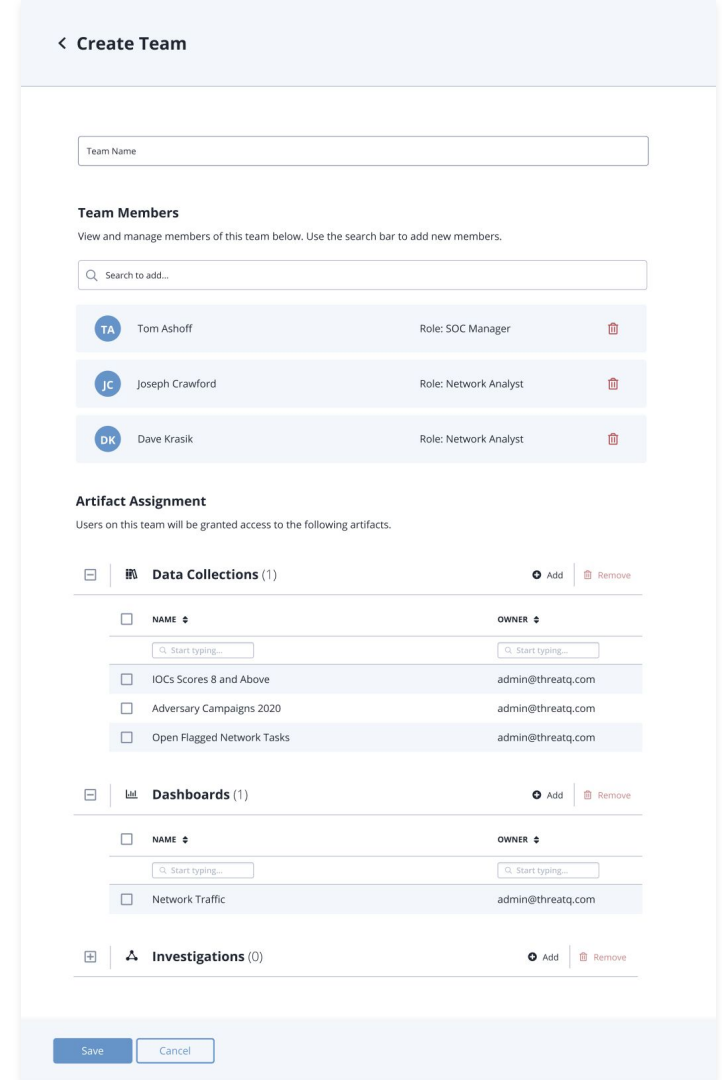 Create Team
Team Name
Team Members
View and manage members of this team below. Use the search bar to add new members.
Search to add...
TA Tom Ashoff Role: SOC Manager
JC Joseph Crawford Role: Network Analyst
DK Dave Krasik Role: Network Analyst
Artifact Assignment
Users on this team will be granted access to the following artifacts.
Data Collections (1) Add Remove
NAME OWNER
Start typing... Start typing...
IOCs Scores 8 and Above admin@threatq.com
Adversary Campaigns 2020 admin@threatq.com
Open Flagged Network Tasks admin@threatq.com
Dashboards (1) Add Remove
NAME OWNER
Start typing... Start typing...
Network Traffic admin@threatq.com
Investigations (0) Add Remove
Save Cancel